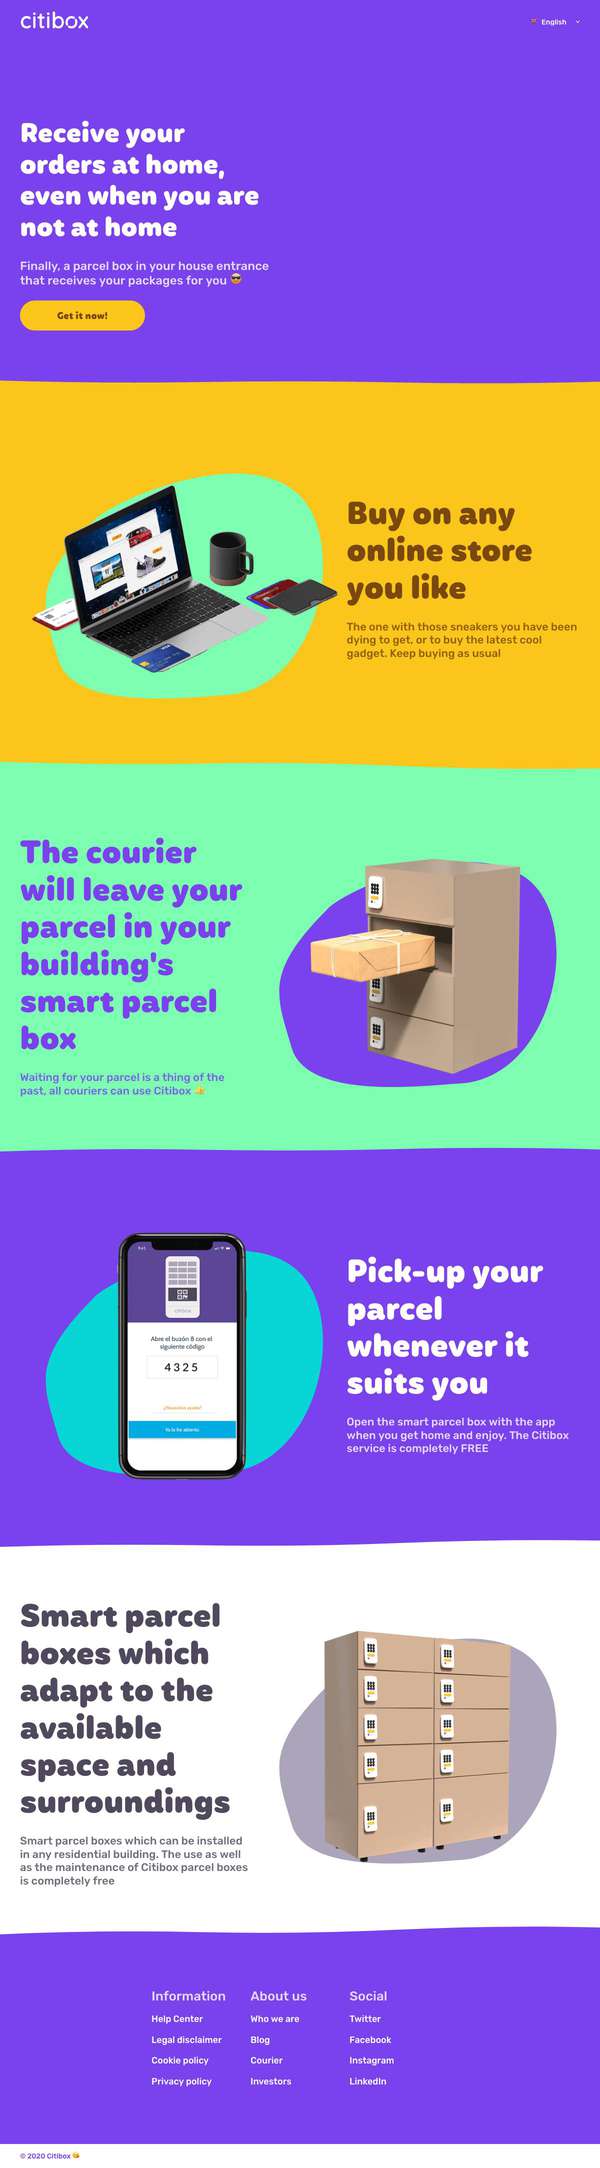 citibox
English
Receive your
orders at home,
even when you are
not at home
Finally, a parcel box in your house entrance
that receives your packages for you 😎
Get it now!
Buy on any
online store
you like
The one with those sneakers you have been
dying to get, or to buy the latest cool
gadget. Keep buying as usual
The courier
will leave your
parcel in your
building's
smart parcel
box
Waiting for your parcel is a thing of the
past, all couriers can use Citibox
citibox
Abre el buzón 8 con el
siguiente código
4325
¿Necesitas ayuda?
Ya lo he abierto
Pick-up your
parcel
whenever it
suits you
Open the smart parcel box with the app
when you get home and enjoy. The Citibox
service is completely FREE
Smart parcel
boxes which
adapt to the
available
space and
surroundings
Smart parcel boxes which can be installed
in any residential building. The use as well
as the maintenance of Citibox parcel boxes
is completely free
Information
Help Center
Legal disclaimer
Cookie policy
Privacy policy
About us
Who we are
Blog
Courier
Investors
Social
Twitter
Facebook
Instagram
LinkedIn
© 2020 Citibox